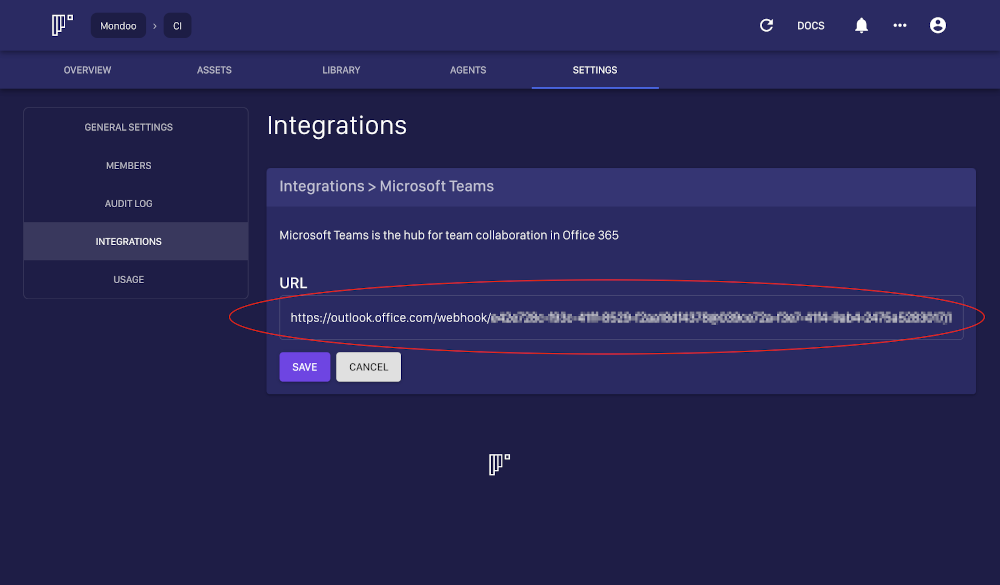 Mondoo › CI
DOCS
OVERVIEW ASSETS LIBRARY AGENTS SETTINGS
GENERAL SETTINGS
MEMBERS
AUDIT LOG
INTEGRATIONS
USAGE
Integrations
Integrations > Microsoft Teams
Microsoft Teams is the hub for team collaboration in Office 365
URL
https://outlook.office.com/webhook/
SAVE CANCEL